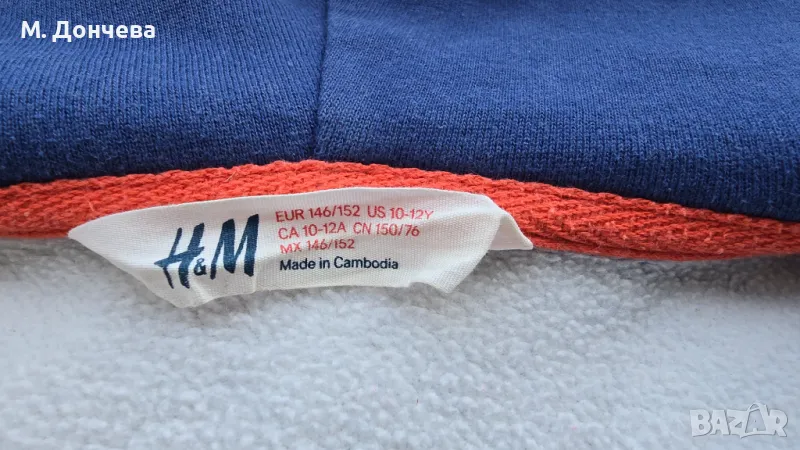 М. Дончева
H&M
EUR 146/152 US 10-12Y
CA 10-12A CN 150/76
MX 146/152
Made in Cambodia
BAZAR